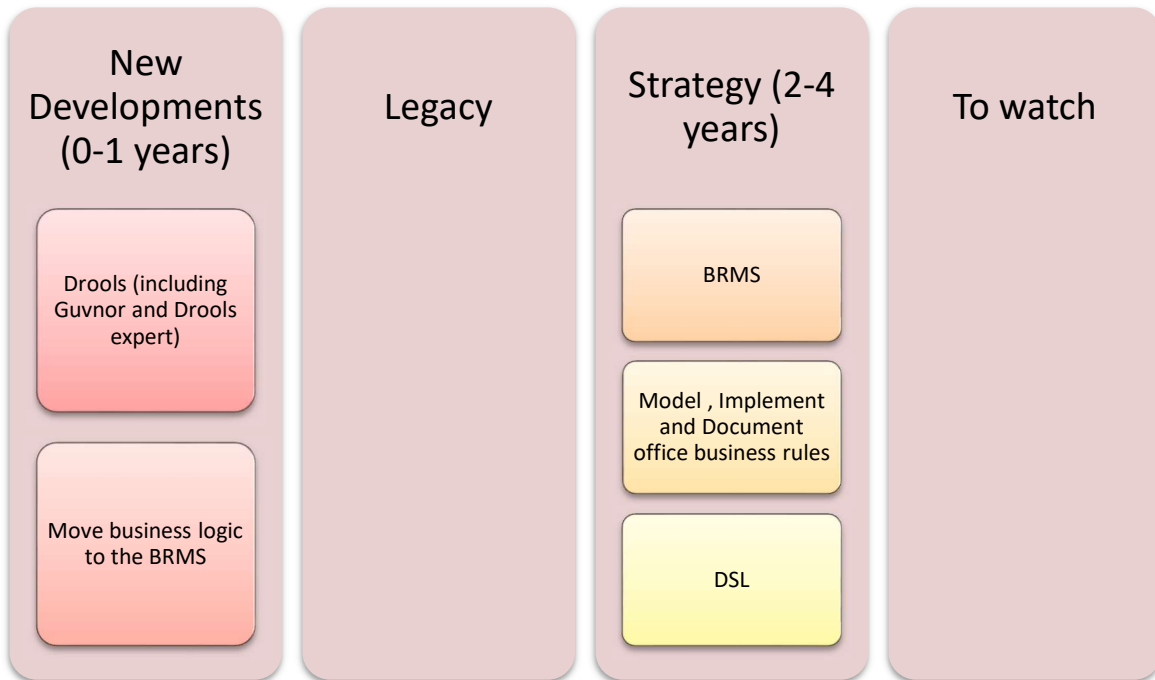 New
Developments
(0-1 years)
Drools (including
Guvnor and Drools
expert)
Move business logic
to the BRMS
Legacy
Strategy (2-4
years)
BRMS
Model , Implement
and Document
office business rules
DSL
To watch